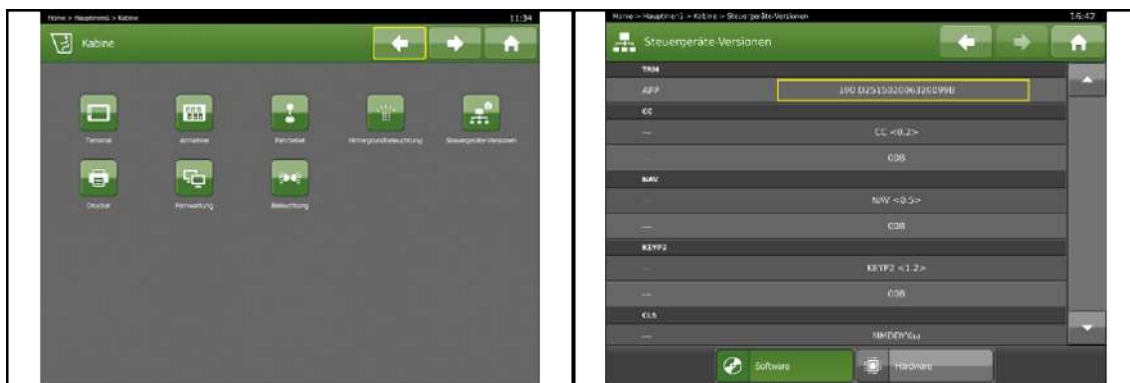 Home > Hauptmenü > Kabine
11:34
Kabine
Terminal
Armlehne
Fahrhebel
Hintergrundbeleuchtung
Steuergeräte-Versionen
Drucker
Fernwartung
Beleuchtung
Home > Hauptmenü > Kabine > Steuergeräte-Versionen
16:42
Steuergeräte-Versionen
TRM
APP
CC
---
CC <0.2>
008
NAV
---
NAV <0.5>
---
008
KEYP2
---
KEYP2 <1.2>
---
008
CLS
---
Software
Hardware